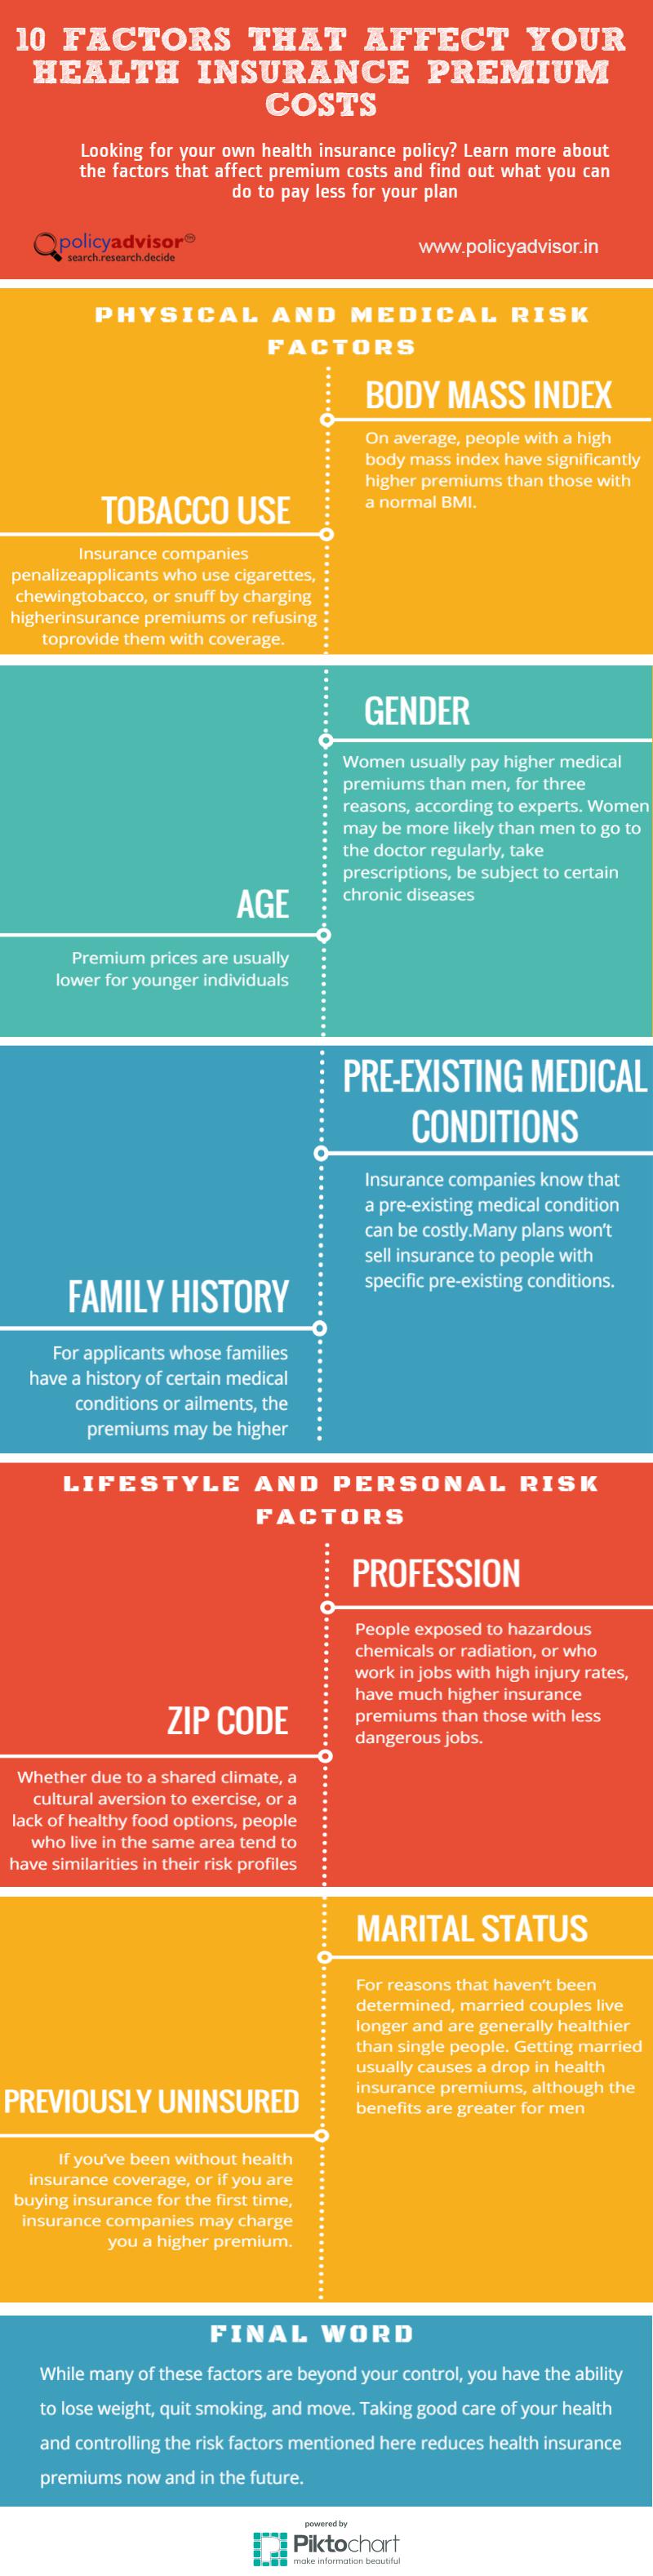 10 FACTORS THAT AFFECT YOUR
HEALTH INSURANCE PREMIUM
COSTS
Looking for your own health insurance policy? Learn more about
the factors that affect premium costs and find out what you can
do to pay less for your plan
policyadvisor™
search.research.decide
www.policyadvisor.in
PHYSICAL AND MEDICAL RISK
FACTORS
BODY MASS INDEX
On average, people with a high
body mass index have significantly
higher premiums than those with
a normal BMI.
TOBACCO USE
Insurance companies
penalizeapplicants who use cigarettes,
chewingtobacco, or snuff by charging
higherinsurance premiums or refusing
toprovide them with coverage.
GENDER
Women usually pay higher medical
premiums than men, for three
reasons, according to experts. Women
may be more likely than men to go to
the doctor regularly, take
prescriptions, be subject to certain
chronic diseases
AGE
Premium prices are usually
lower for younger individuals
PRE-EXISTING MEDICAL
CONDITIONS
Insurance companies know that
a pre-existing medical condition
can be costly.Many plans won't
sell insurance to people with
specific pre-existing conditions.
FAMILY HISTORY
For applicants whose families
have a history of certain medical
conditions or ailments, the
premiums may be higher
LIFESTYLE AND PERSONAL RISK
FACTORS
PROFESSION
People exposed to hazardous
chemicals or radiation, or who
work in jobs with high injury rates,
have much higher insurance
premiums than those with less
dangerous jobs.
ZIP CODE
Whether due to a shared climate, a
cultural aversion to exercise, or a
lack of healthy food options, people
who live in the same area tend to
have similarities in their risk profiles
MARITAL STATUS
For reasons that haven't been
determined, married couples live
longer and are generally healthier
than single people. Getting married
usually causes a drop in health
insurance premiums, although the
benefits are greater for men
PREVIOUSLY UNINSURED
If you've been without health
insurance coverage, or if you are
buying insurance for the first time,
insurance companies may charge
you a higher premium.
FINAL WORD
While many of these factors are beyond your control, you have the ability
to lose weight, quit smoking, and move. Taking good care of your health
and controlling the risk factors mentioned here reduces health insurance
premiums now and in the future.
powered by
Piktochart
make information beautiful